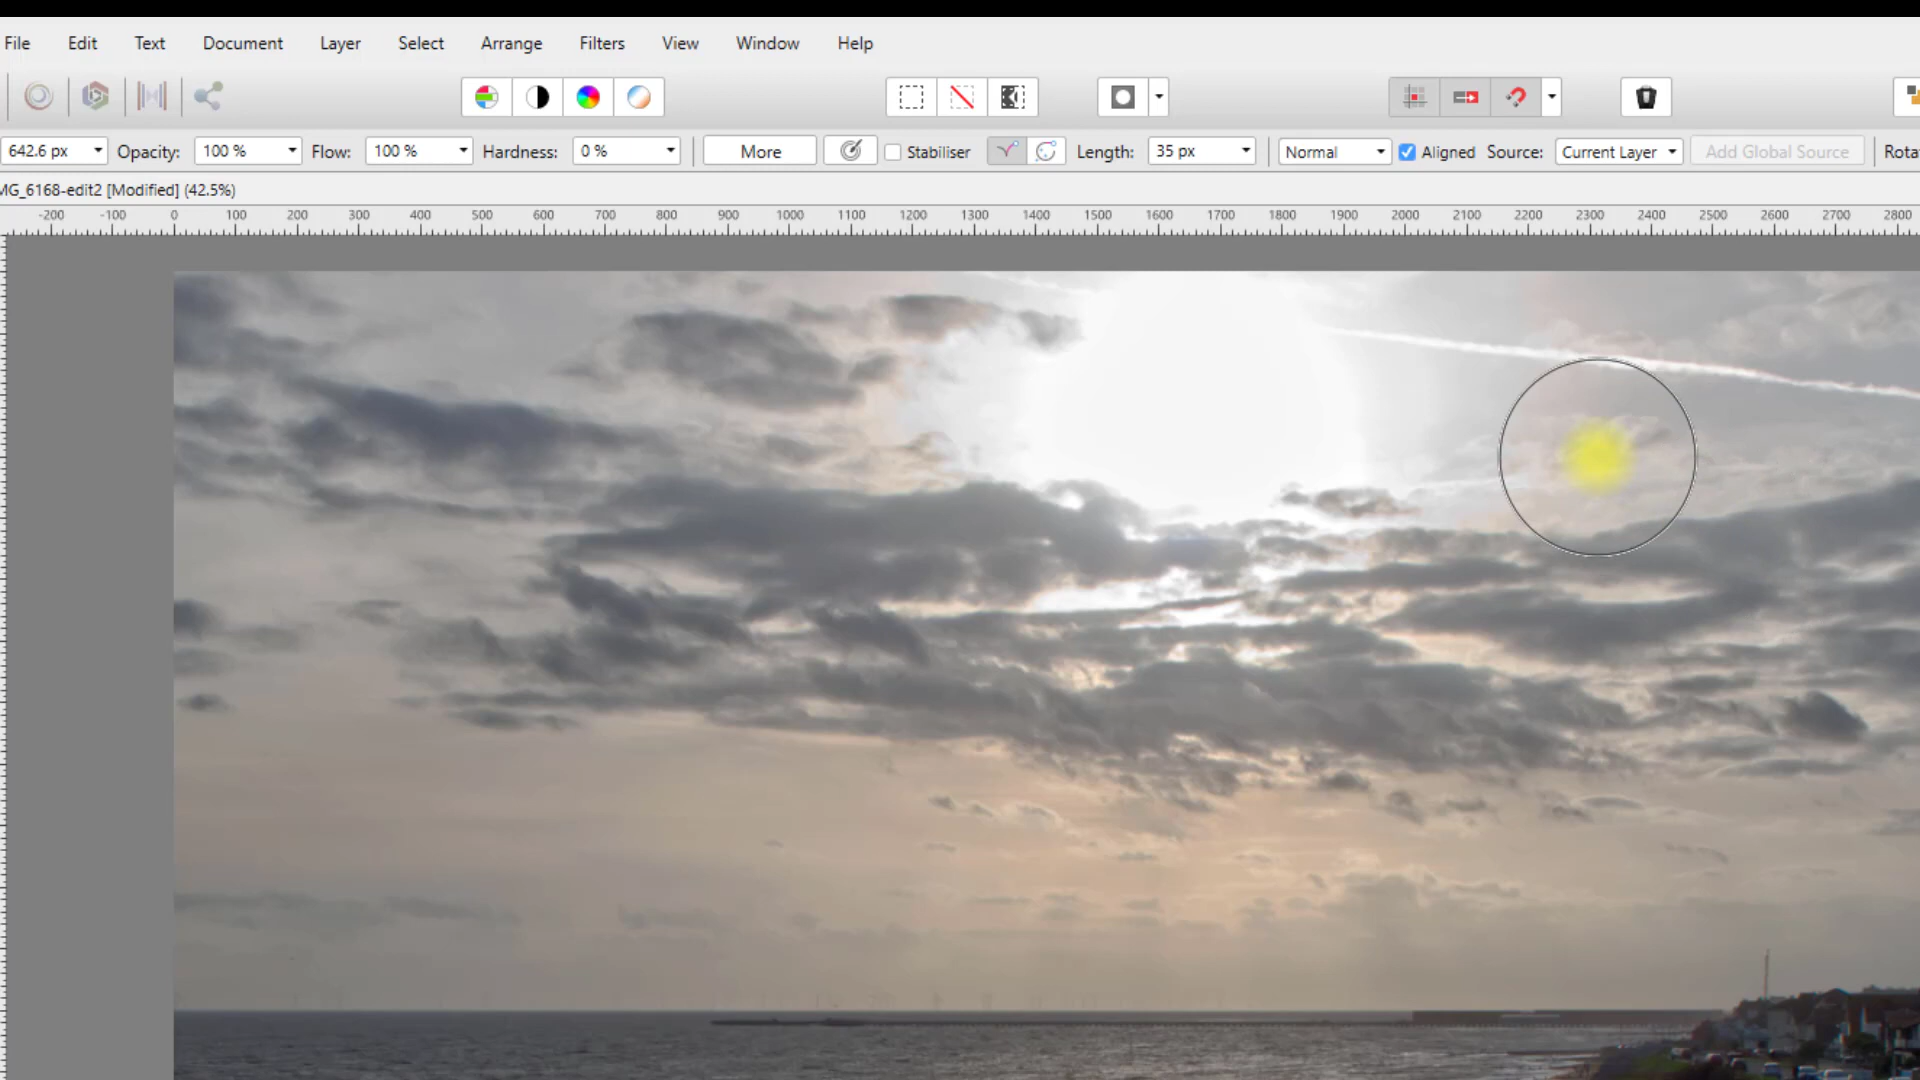 File Edit Text Document Layer Select Arrange Filters View Window Help
642.6 px Opacity: 100 % Flow: 100 % Hardness: 0 % More Stabiliser Length: 35 px Normal Aligned Source: Current Layer Add Global Source Rota
MG_6168-edit2 [Modified] (42.5%)
-200 -100 0 100 200 300 400 500 600 700 800 900 1000 1100 1200 1300 1400 1500 1600 1700 1800 1900 2000 2100 2200 2300 2400 2500 2600 2700 2800